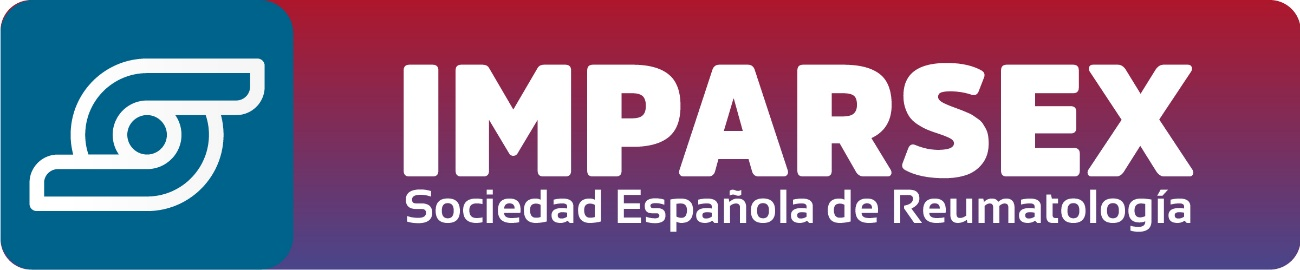 IMPARSEX
Sociedad Española de Reumatología